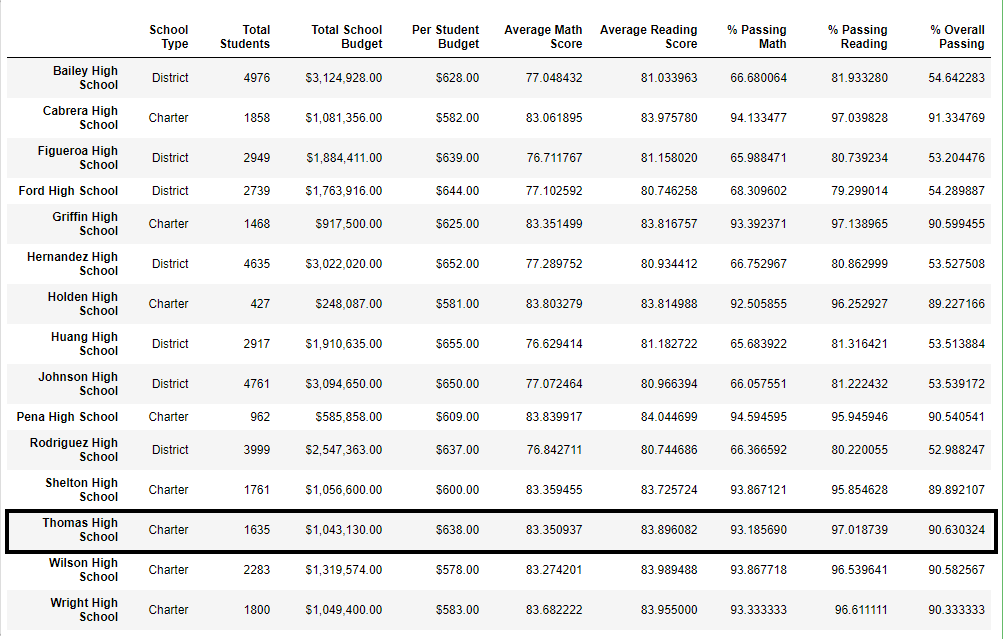 School Type Total Students Total School Budget Per Student Budget Average Math Score Average Reading Score % Passing Math % Passing Reading % Overall Passing
Bailey High School District 4976 $3,124,928.00 $628.00 77.048432 81.033963 66.680064 81.933280 54.642283
Cabrera High School Charter 1858 $1,081,356.00 $582.00 83.061895 83.975780 94.133477 97.039828 91.334769
Figueroa High School District 2949 $1,884,411.00 $639.00 76.711767 81.158020 65.988471 80.739234 53.204476
Ford High School District 2739 $1,763,916.00 $644.00 77.102592 80.746258 68.309602 79.299014 54.289887
Griffin High School Charter 1468 $917,500.00 $625.00 83.351499 83.816757 93.392371 97.138965 90.599455
Hernandez High School District 4635 $3,022,020.00 $652.00 77.289752 80.934412 66.752967 80.862999 53.527508
Holden High School Charter 427 $248,087.00 $581.00 83.803279 83.814988 92.505855 96.252927 89.227166
Huang High School District 2917 $1,910,635.00 $655.00 76.629414 81.182722 65.683922 81.316421 53.513884
Johnson High School District 4761 $3,094,650.00 $650.00 77.072464 80.966394 66.057551 81.222432 53.539172
Pena High School Charter 962 $585,858.00 $609.00 83.839917 84.044699 94.594595 95.945946 90.540541
Rodriguez High School District 3999 $2,547,363.00 $637.00 76.842711 80.744686 66.366592 80.220055 52.988247
Shelton High School Charter 1761 $1,056,600.00 $600.00 83.359455 83.725724 93.867121 95.854628 89.892107
Thomas High School Charter 1635 $1,043,130.00 $638.00 83.350937 83.896082 93.185690 97.018739 90.630324
Wilson High School Charter 2283 $1,319,574.00 $578.00 83.274201 83.989488 93.867718 96.539641 90.582567
Wright High School Charter 1800 $1,049,400.00 $583.00 83.682222 83.955000 93.333333 96.611111 90.333333